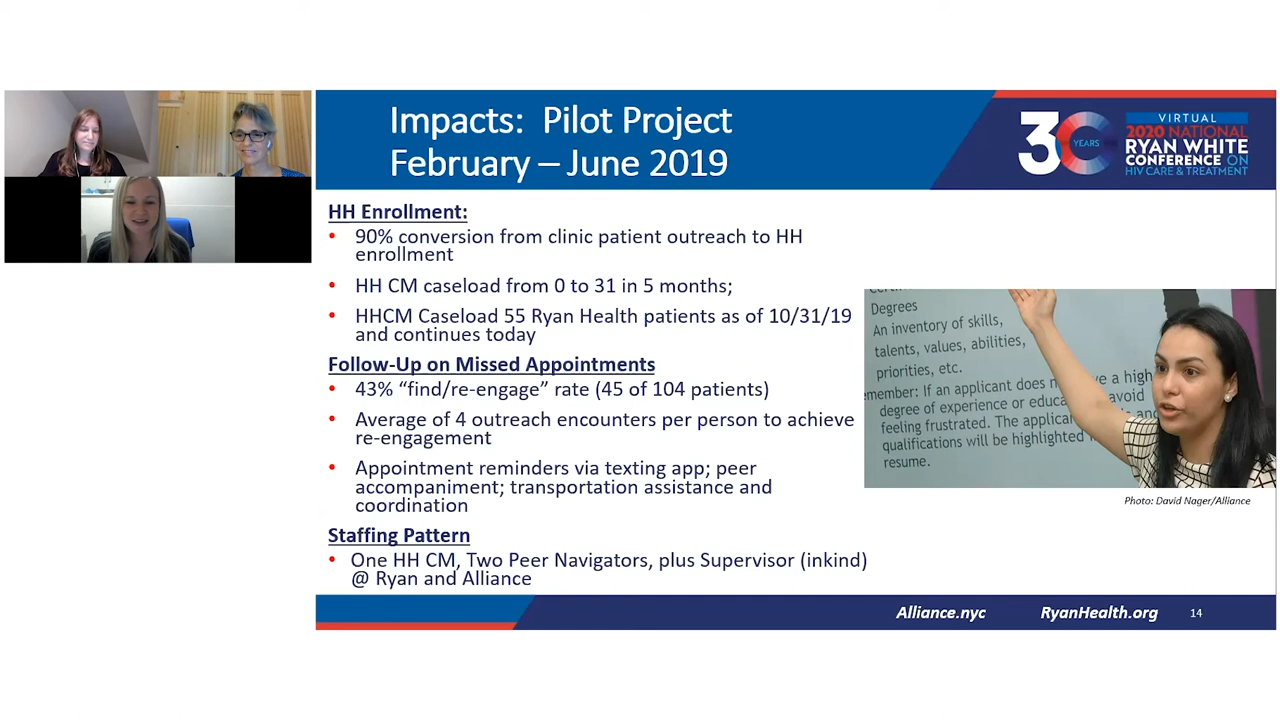 Impacts: Pilot Project
February – June 2019
30
YEARS
VIRTUAL
2020 NATIONAL
RYAN WHITE
CONFERENCE ON
HIV CARE & TREATMENT
HH Enrollment:
• 90% conversion from clinic patient outreach to HH
enrollment
• HH CM caseload from 0 to 31 in 5 months;
• HHCM Caseload 55 Ryan Health patients as of 10/31/19
and continues today
Follow-Up on Missed Appointments
• 43% “find/re-engage” rate (45 of 104 patients)
• Average of 4 outreach encounters per person to achieve
re-engagement
• Appointment reminders via texting app; peer
accompaniment; transportation assistance and
coordination
Staffing Pattern
• One HH CM, Two Peer Navigators, plus Supervisor (inkind)
@ Ryan and Alliance
Degrees
An inventory of skills,
talents, values, abilities,
priorities, etc.
If an applicant does a high
degree of experience or avoid
feeling frustrated. The
qualifications will be highlighted
resume.
Photo: David Nager/Alliance
Alliance.nyc
RyanHealth.org
14